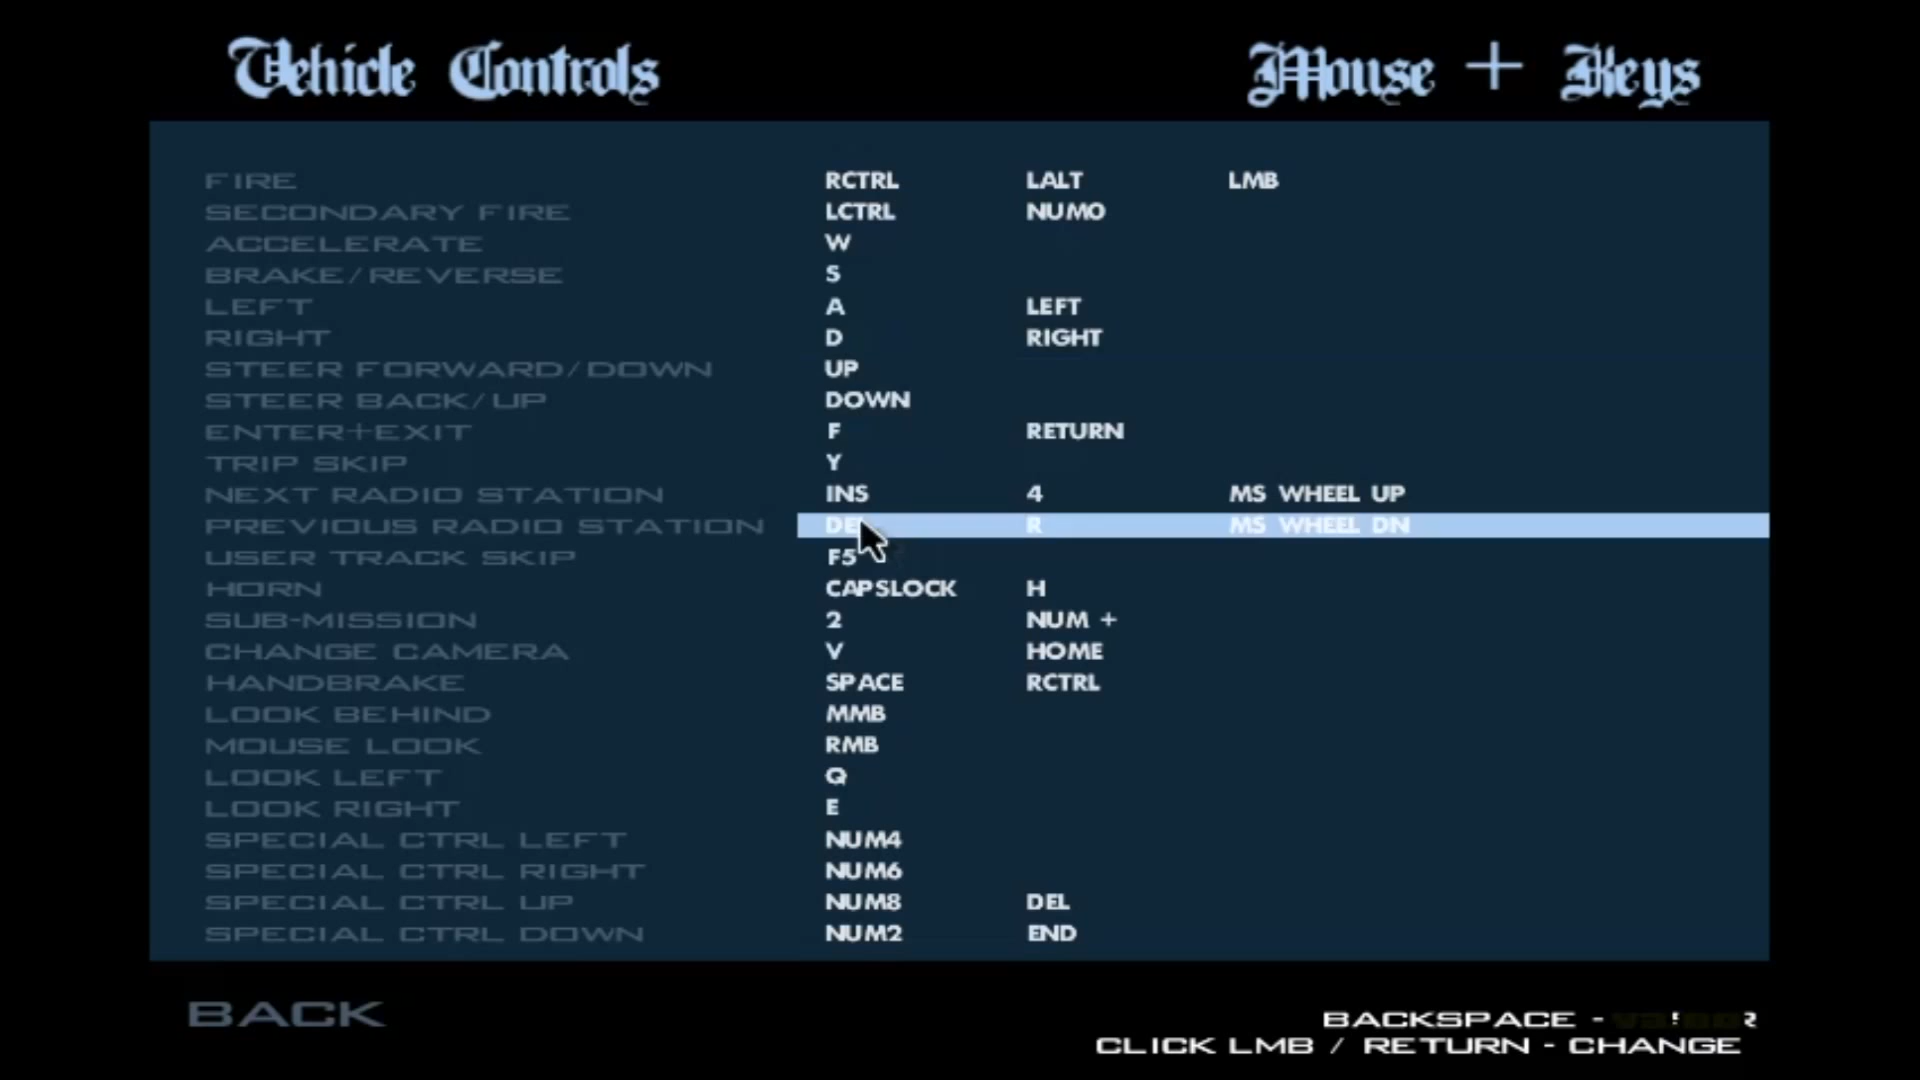 Vehicle Controls Mouse + Keys
FIRE RCTRL LALT LMB
SECONDARY FIRE LCTRL NUM0
ACCELERATE W
BRAKE/REVERSE S
LEFT A LEFT
RIGHT D RIGHT
STEER FORWARD/DOWN UP
STEER BACK/UP DOWN
ENTER+EXIT F RETURN
TRIP SKIP Y
NEXT RADIO STATION INS 4 MS WHEEL UP
PREVIOUS RADIO STATION R MS WHEEL DN
USER TRACK SKIP F5
HORN CAPSLOCK H
SUB-MISSION 2 NUM +
CHANGE CAMERA V HOME
HANDBRAKE SPACE RCTRL
LOOK BEHIND MMB
MOUSE LOOK RMB
LOOK LEFT Q
LOOK RIGHT E
SPECIAL CTRL LEFT NUM4
SPECIAL CTRL RIGHT NUM6
SPECIAL CTRL UP NUM8 DEL
SPECIAL CTRL DOWN NUM2 END
BACK
BACKSPACE -
CLICK LMB / RETURN - CHANGE